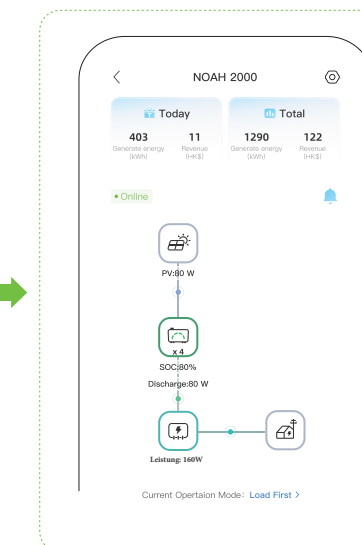 NOAH 2000
Today
Total
403
11
1290
122
Generate energy
(kWh)
Revenue
(HK$)
Generate energy
(kWh)
Revenue
(HK$)
• Online
PV:80 W
x 4
SOC:80%
Discharge:80 W
Leistung: 160W
Current Opertaion Mode: Load First >